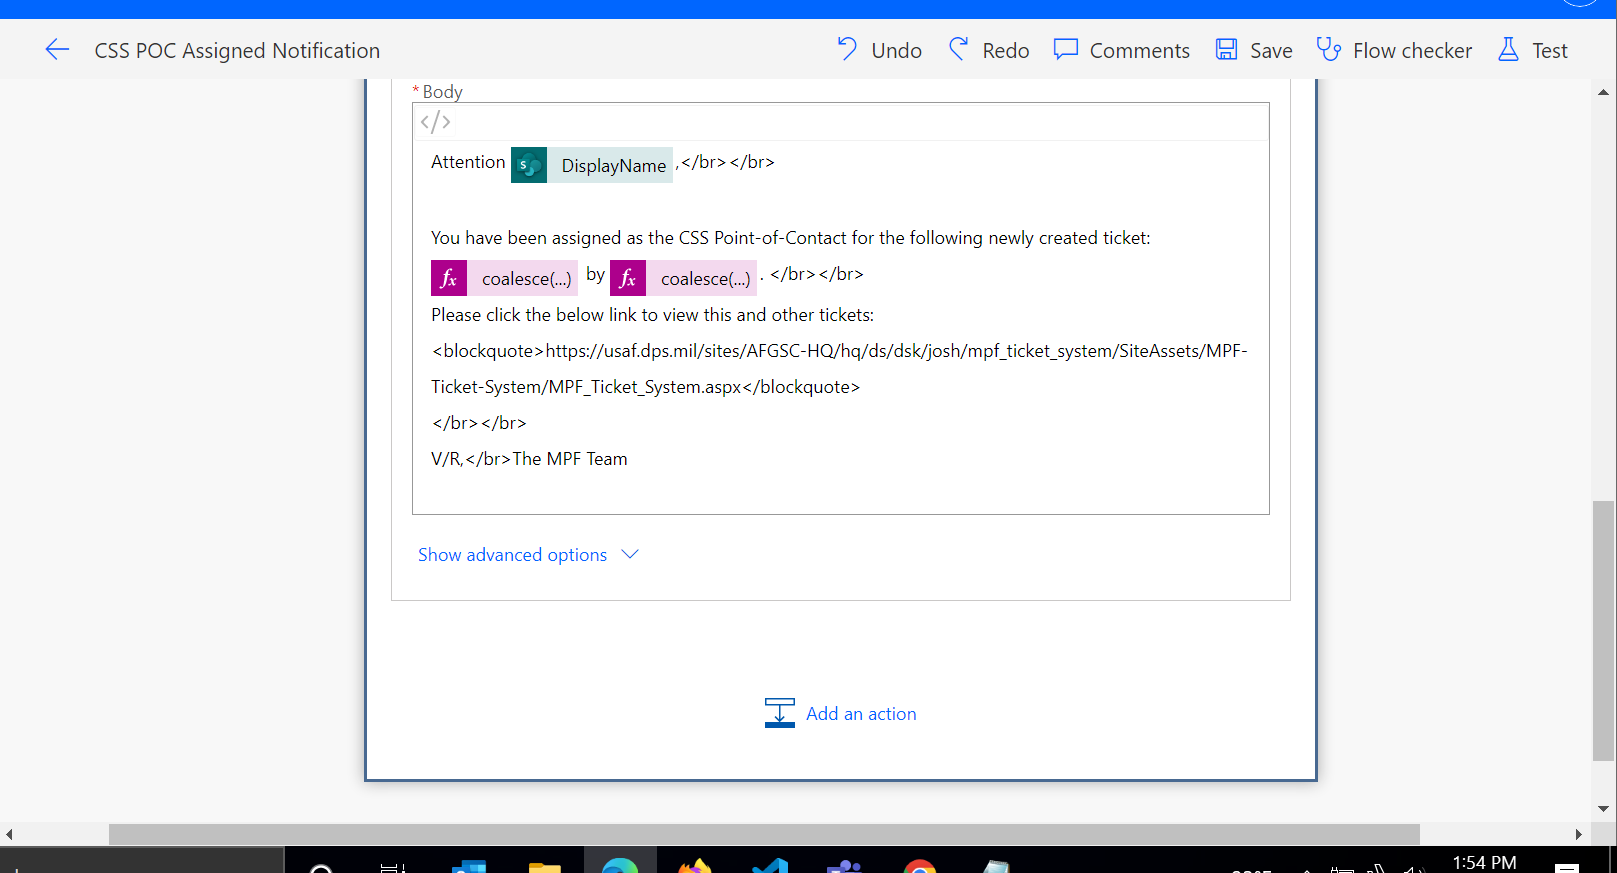 CSS POC Assigned Notification Undo Redo Comments Save Flow checker Test
* Body
</>
Attention S DisplayName ,</br></br>
You have been assigned as the CSS Point-of-Contact for the following newly created ticket:
fx coalesce(...) by fx coalesce(...) . </br></br>
Please click the below link to view this and other tickets:
<blockquote>https://usaf.dps.mil/sites/AFGSC-HQ/hq/ds/dsk/josh/mpf_ticket_system/SiteAssets/MPF-
Ticket-System/MPF_Ticket_System.aspx</blockquote>
</br></br>
V/R,</br>The MPF Team
Show advanced options
Add an action
1:54 PM